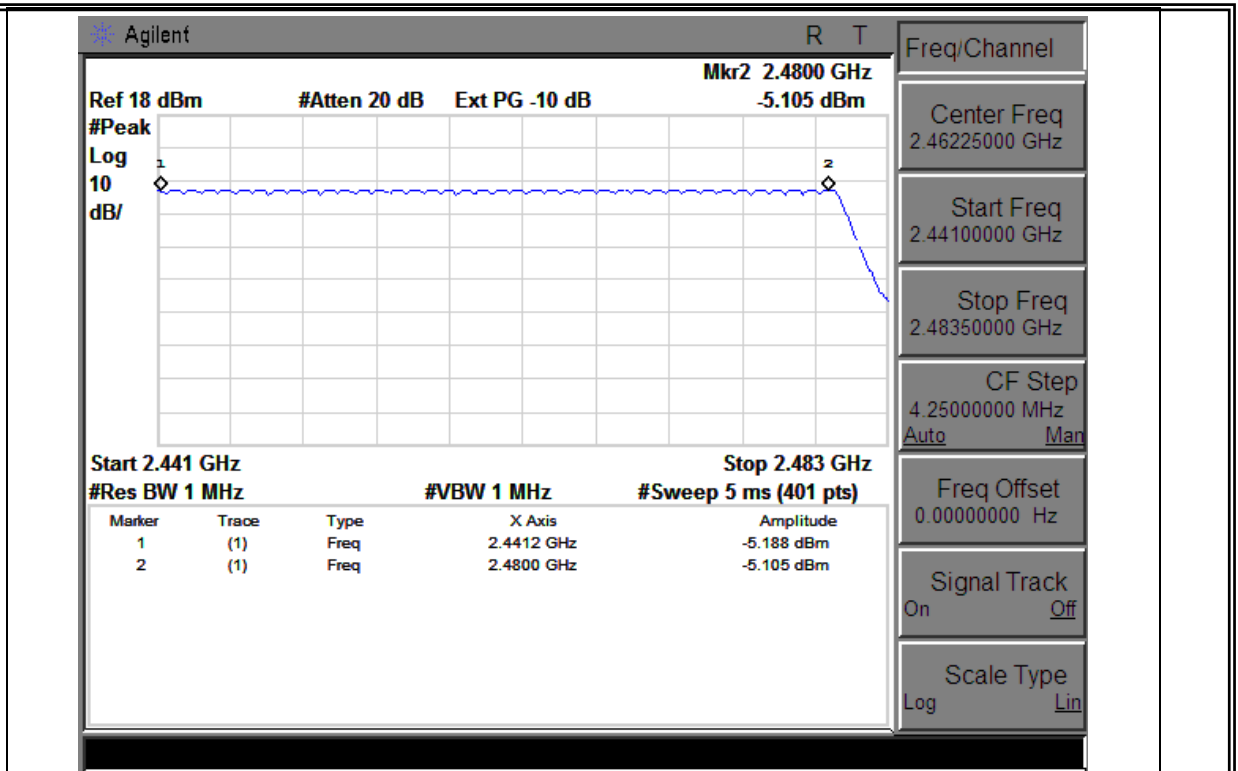 Agilent R T
Mkr2 2.4800 GHz
Ref 18 dBm #Atten 20 dB Ext PG -10 dB -5.105 dBm
#Peak
Log
10
dB/
1
2
Start 2.441 GHz Stop 2.483 GHz
#Res BW 1 MHz #VBW 1 MHz #Sweep 5 ms (401 pts)
Marker Trace Type X Axis Amplitude
1 (1) Freq 2.4412 GHz -5.188 dBm
2 (1) Freq 2.4800 GHz -5.105 dBm
Freq/Channel
Center Freq
2.46225000 GHz
Start Freq
2.44100000 GHz
Stop Freq
2.48350000 GHz
CF Step
4.25000000 MHz
Auto Man
Freq Offset
0.00000000 Hz
Signal Track
On Off
Scale Type
Log Lin